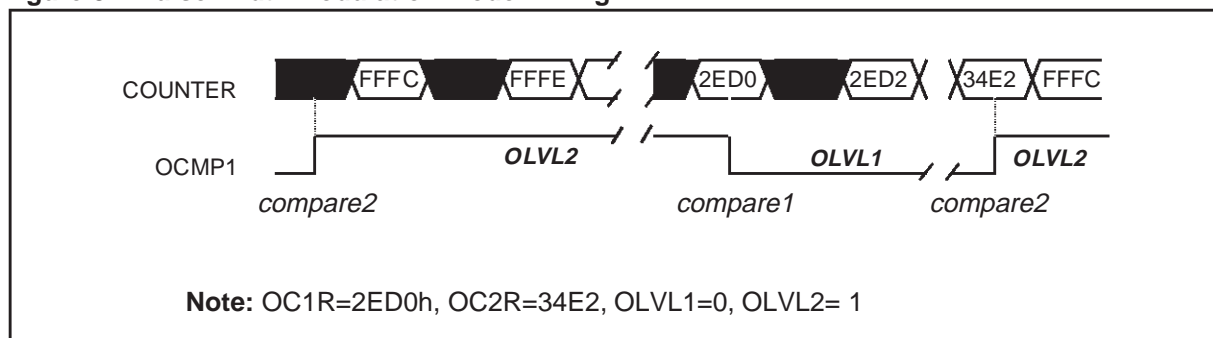 COUNTER FFFC FFFE 2ED0 2ED2 34E2 FFFC
OCMP1 OLVL2 OLVL1 OLVL2
compare2 compare1 compare2
Note: OC1R=2ED0h, OC2R=34E2, OLVL1=0, OLVL2= 1